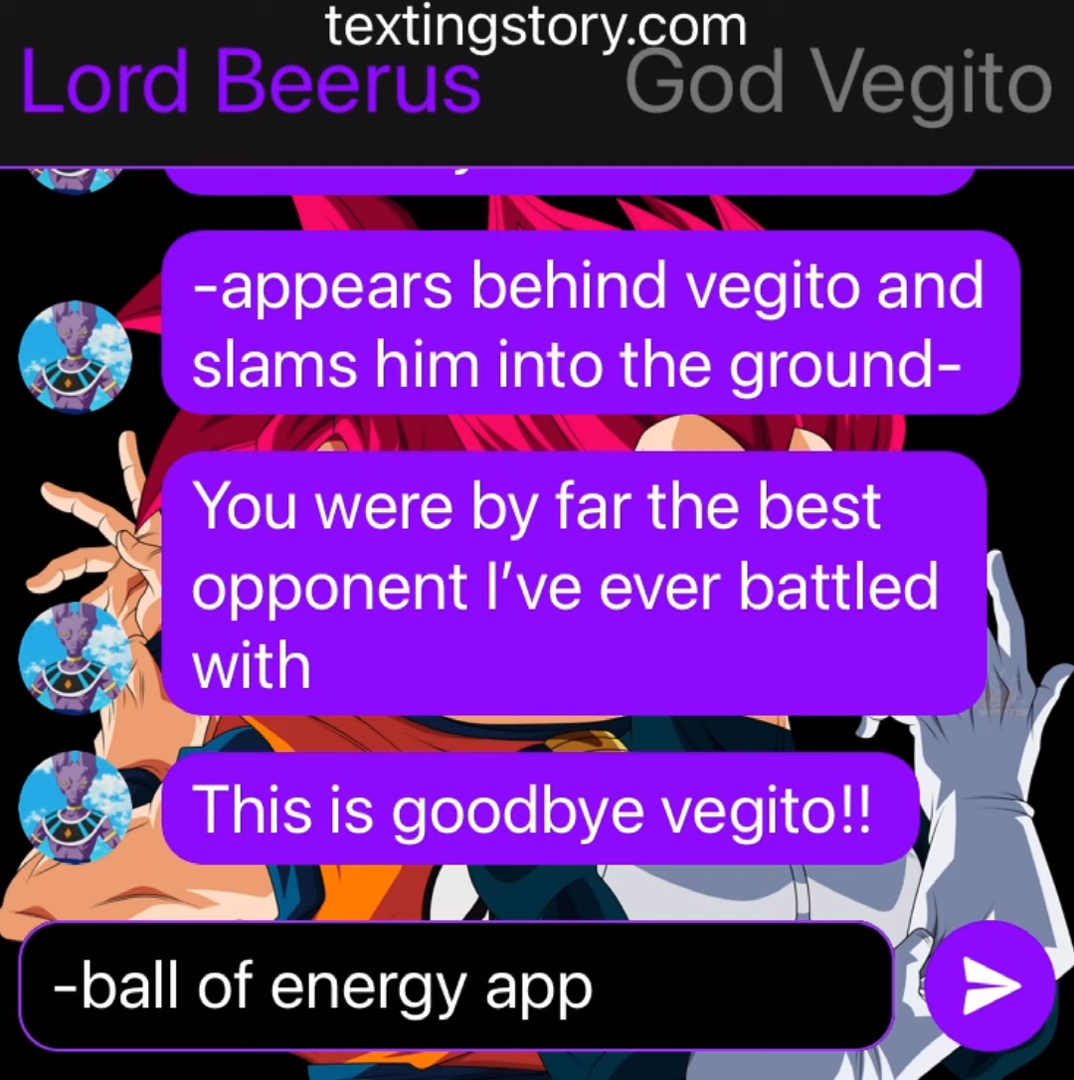 textingstory.com
Lord Beerus God Vegito
-appears behind vegito and
slams him into the ground-
You were by far the best
opponent I've ever battled
with
This is goodbye vegito!!
-ball of energy app